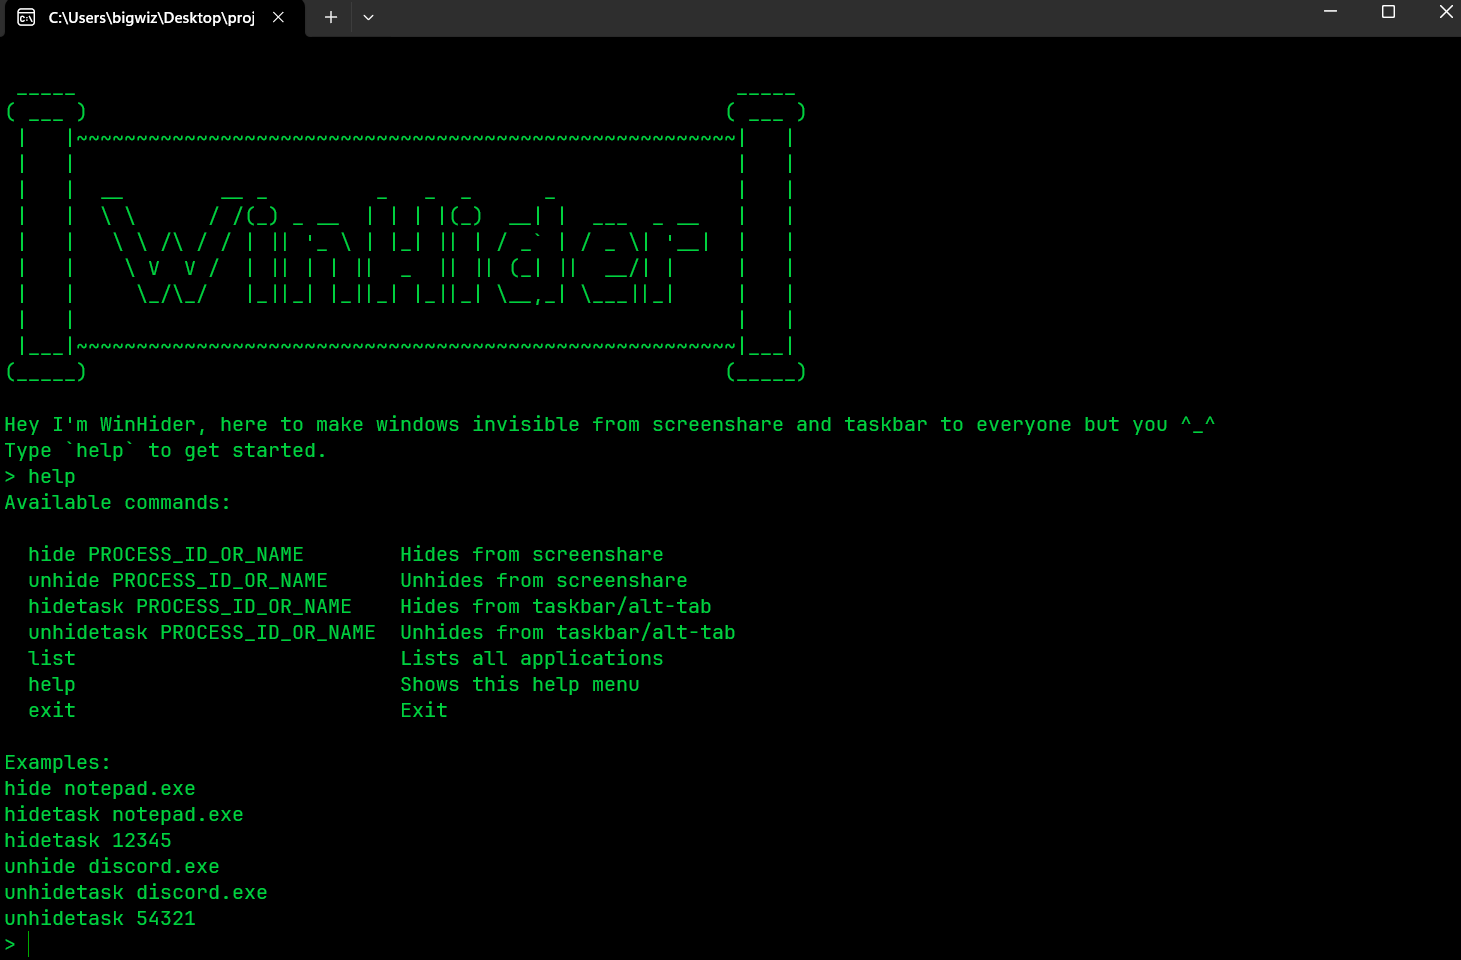 C:\Users\bigwiz\Desktop\proj
WinHider
Hey I'm WinHider, here to make windows invisible from screenshare and taskbar to everyone but you ^_^
Type `help` to get started.
> help
Available commands:
hide PROCESS_ID_OR_NAME Hides from screenshare
unhide PROCESS_ID_OR_NAME Unhides from screenshare
hidetask PROCESS_ID_OR_NAME Hides from taskbar/alt-tab
unhidetask PROCESS_ID_OR_NAME Unhides from taskbar/alt-tab
list Lists all applications
help Shows this help menu
exit Exit
Examples:
hide notepad.exe
hidetask notepad.exe
hidetask 12345
unhide discord.exe
unhidetask discord.exe
unhidetask 54321
>